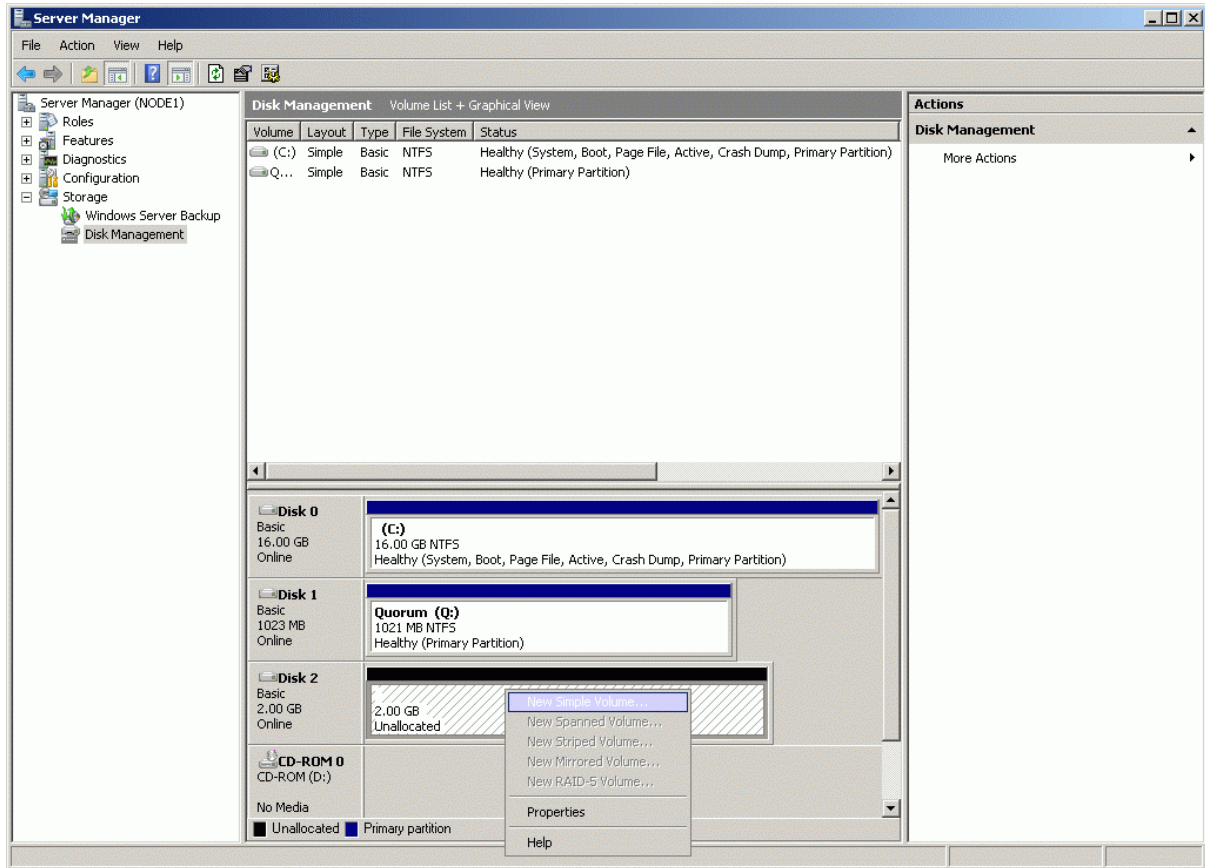 Server Manager
File Action View Help
Server Manager (NODE1)
Roles
Features
Diagnostics
Configuration
Storage
Windows Server Backup
Disk Management
Disk Management Volume List + Graphical View
Volume Layout Type File System Status
(C:) Simple Basic NTFS Healthy (System, Boot, Page File, Active, Crash Dump, Primary Partition)
Q... Simple Basic NTFS Healthy (Primary Partition)
Disk 0
Basic
16.00 GB
Online
(C:)
16.00 GB NTFS
Healthy (System, Boot, Page File, Active, Crash Dump, Primary Partition)
Disk 1
Basic
1023 MB
Online
Quorum (Q:)
1021 MB NTFS
Healthy (Primary Partition)
Disk 2
Basic
2.00 GB
Online
2.00 GB
Unallocated
New Simple Volume...
New Spanned Volume...
New Striped Volume...
New Mirrored Volume...
New RAID-5 Volume...
Properties
Help
CD-ROM 0
CD-ROM (D:)
No Media
Unallocated Primary partition
Actions
Disk Management
More Actions